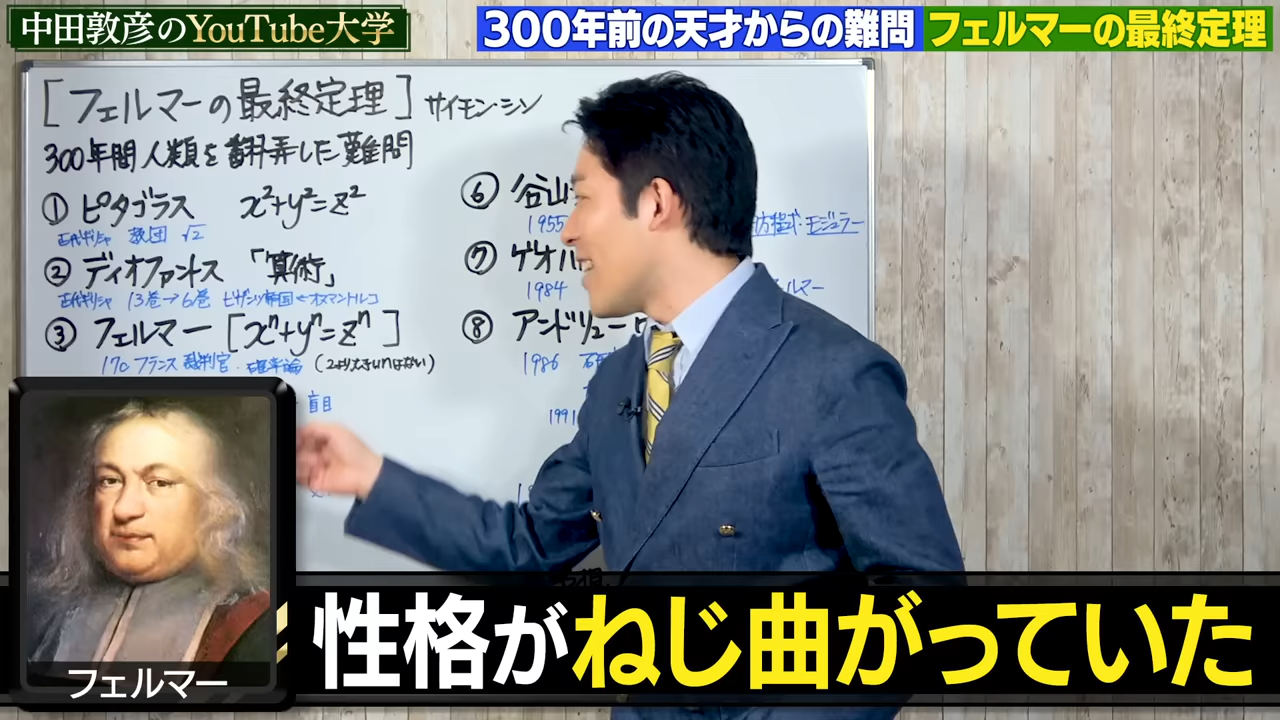 中田敦彦のYouTube大学
300年前の天才からの難問 フェルマーの最終定理
[フェルマーの最終定理] サイモン・シン
300年間人類を翻弄した難問
① ピタゴラス x²+y²=z²
古代ギリシャ 教団 √2
② ディオファントス 「算術」
古代ギリシャ 13巻→6巻 ビザンツ帝国←オスマントルコ
③ フェルマー [xⁿ+yⁿ=zⁿ]
17C フランス 裁判官・確率論 (2より大きいnはない)
盲目
⑥ 谷山
1955 方程式・モジュラー
⑦ ゲオル
1984 ルマー
⑧ アンドリュー・ワ
1986
1991
フェルマー
性格がねじ曲がっていた